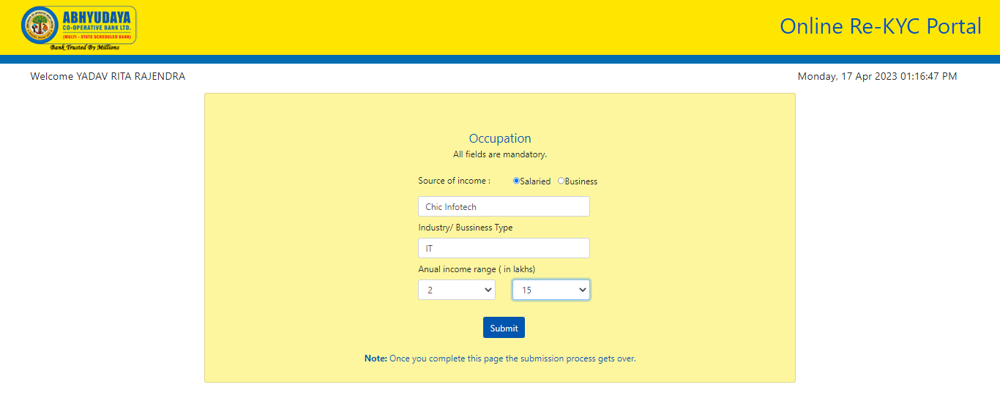 ABHYUDAYA
CO-OPERATIVE BANK LTD.
(MULTI - STATE SCHEDULED BANK)
Bank Trusted By Millions
Online Re-KYC Portal
Welcome YADAV RITA RAJENDRA
Monday, 17 Apr 2023 01:16:47 PM
Occupation
All fields are mandatory.
Source of income : Salaried Business
Chic Infotech
Industry/ Bussiness Type
IT
Anual income range ( in lakhs)
2 15
Submit
Note: Once you complete this page the submission process gets over.